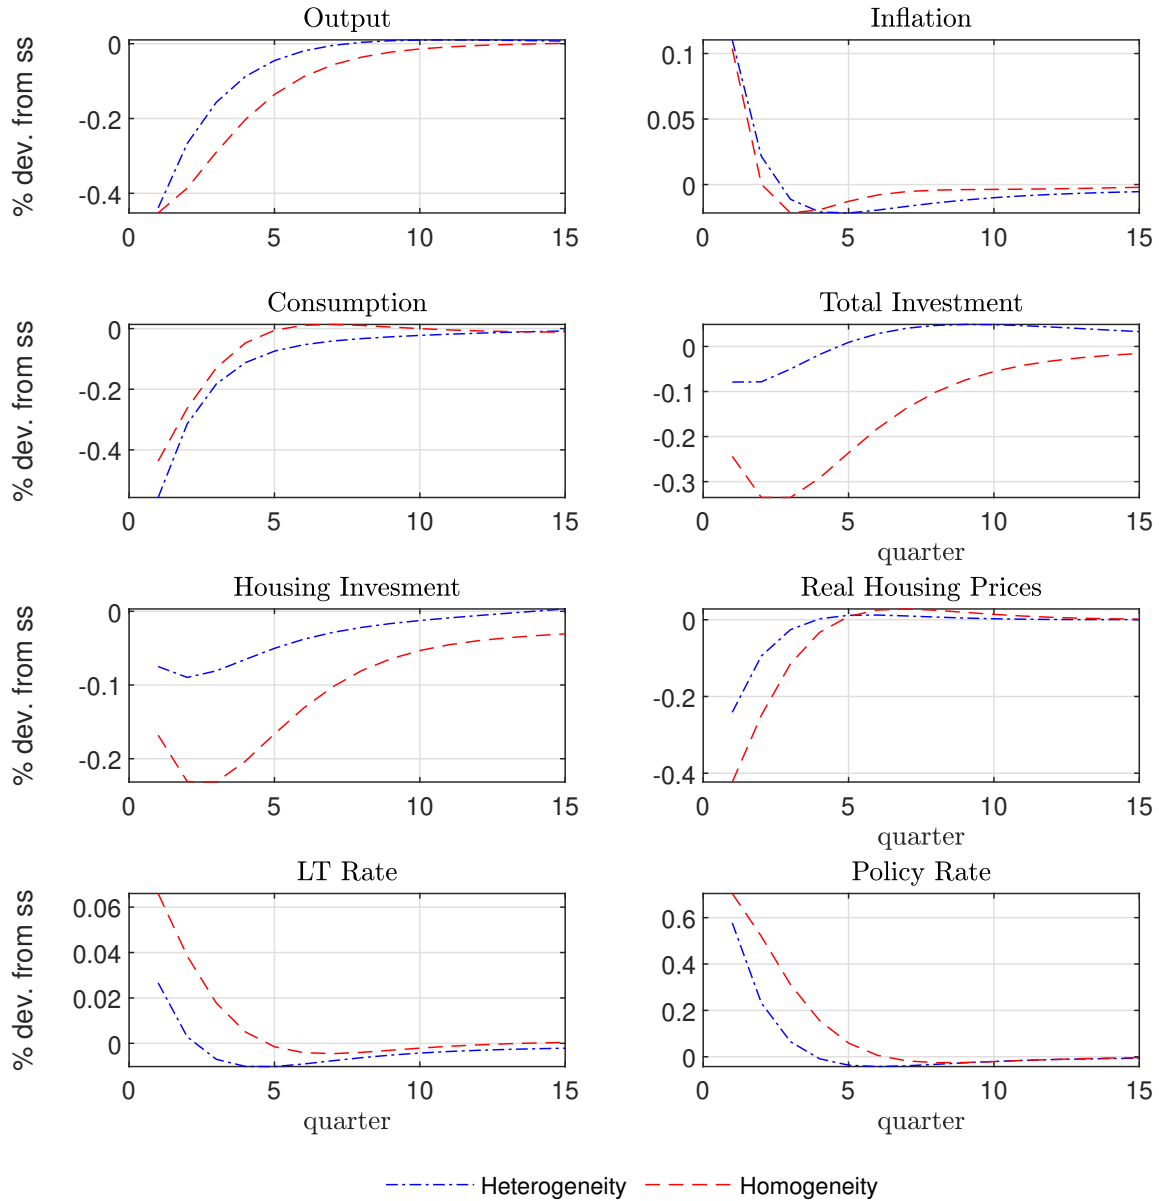 Output
Inflation
% dev. from ss
0
-0.2
-0.4
0 5 10 15
0.1
0.05
0
0 5 10 15
Consumption
Total Investment
% dev. from ss
0
-0.2
-0.4
0 5 10 15
0
-0.1
-0.2
-0.3
0 5 10 15
quarter
Housing Invesment
Real Housing Prices
% dev. from ss
0
-0.1
-0.2
0 5 10 15
0
-0.2
-0.4
0 5 10 15
quarter
LT Rate
Policy Rate
% dev. from ss
0.06
0.04
0.02
0
0 5 10 15
quarter
0.6
0.4
0.2
0
0 5 10 15
Heterogeneity Homogeneity